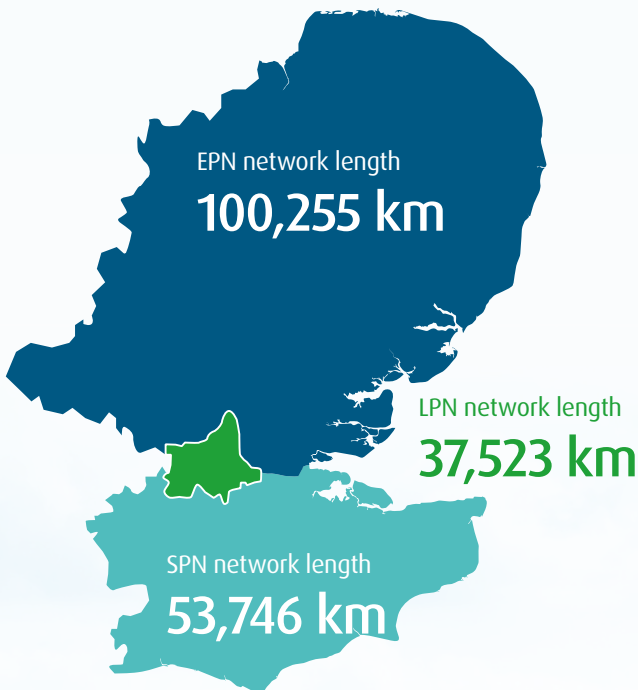 EPN network length
100,255 km
LPN network length
37,523 km
SPN network length
53,746 km